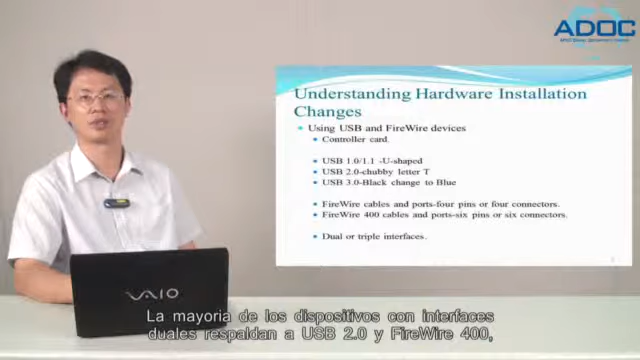 ADOC
Understanding Hardware Installation
Changes
Using USB and FireWire devices
Controller card.
USB 1.0/1.1 -U-shaped
USB 2.0-chubby letter T
USB 3.0-Black change to Blue
FireWire cables and ports-four pins or four connectors.
FireWire 400 cables and ports-six pins or six connectors.
Dual or triple interfaces.
VAIO
La mayoria de los dispositivos con interfaces
duales respaldan a USB 2.0 y FireWire 400,